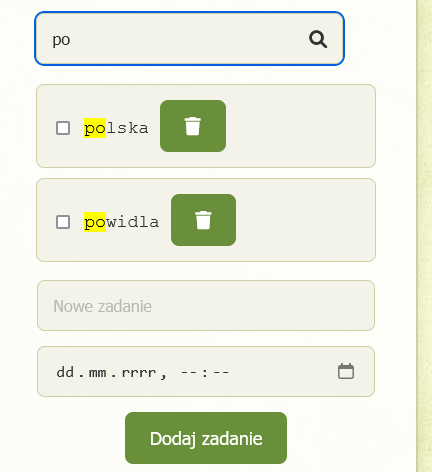 po
polska
powidla
Nowe zadanie
dd.mm.rrrr, --:--
Dodaj zadanie